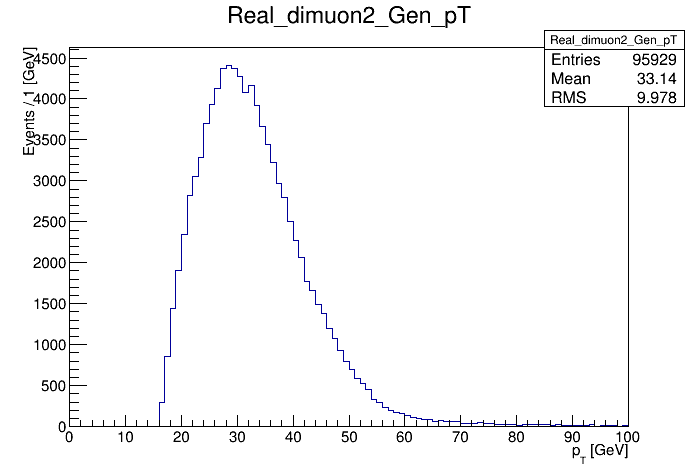 Real_dimuon2_Gen_pT
Real_dimuon2_Gen_pT
Entries 95929
Mean 33.14
RMS 9.978
Events / 1 [GeV]
4500
4000
3500
3000
2500
2000
1500
1000
500
0
0 10 20 30 40 50 60 70 80 90 100
p_T [GeV]